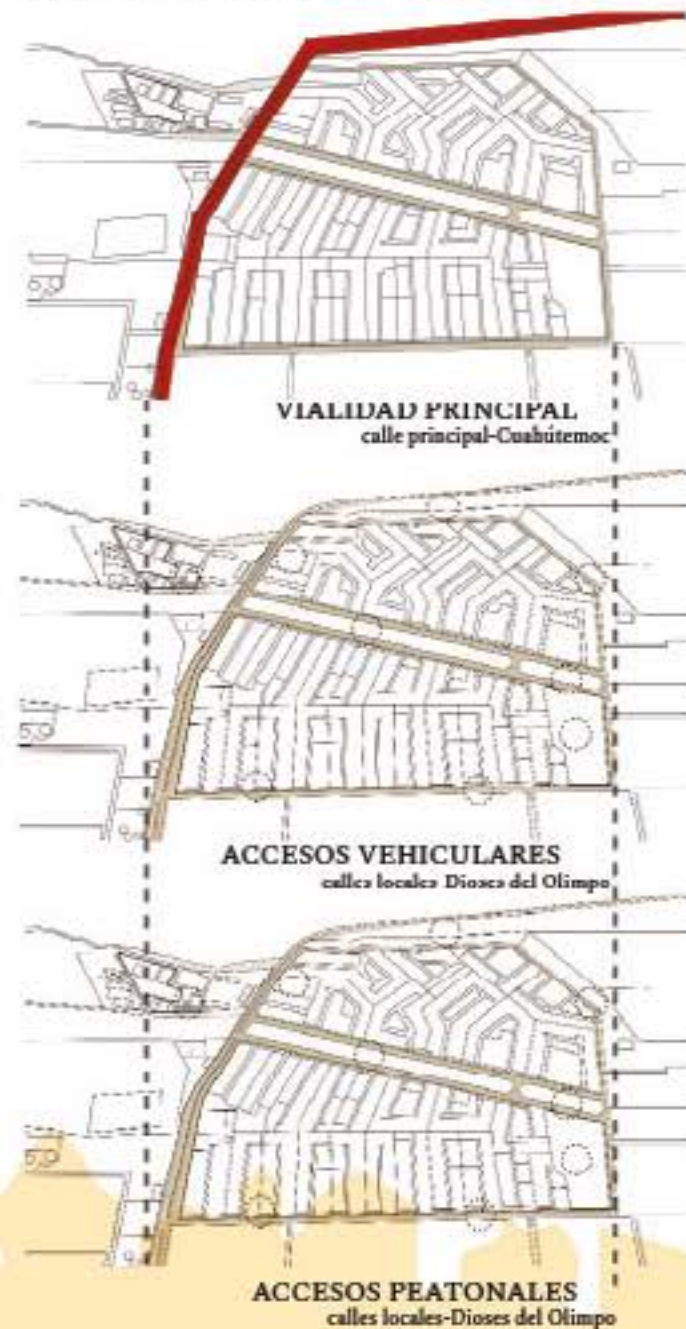 VIALIDAD PRINCIPAL
calle principal-Cuahútemoc
ACCESOS VEHICULARES
calles locales-Dioses del Olimpo
ACCESOS PEATONALES
calles locales-Dioses del Olimpo